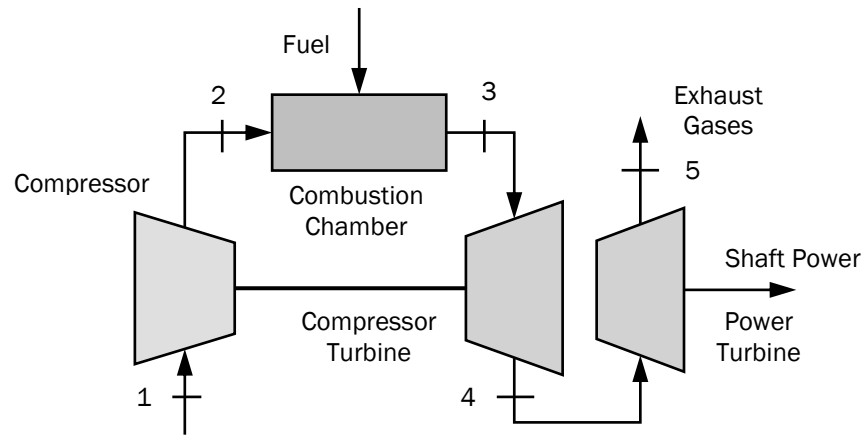 Fuel
2
3
Exhaust
Gases
5
Compressor
Combustion
Chamber
Shaft Power
Compressor
Turbine
Power
Turbine
1
4